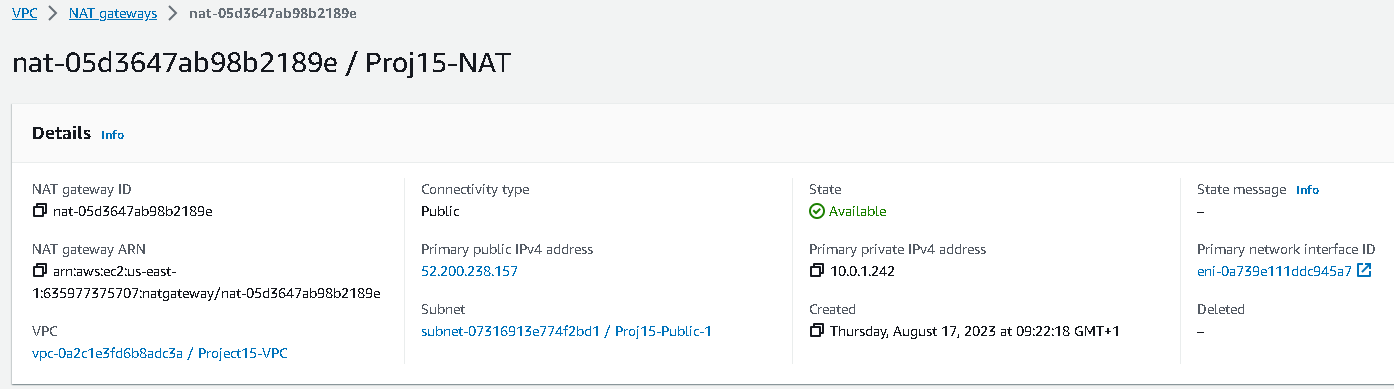 VPC > NAT gateways > nat-05d3647ab98b2189e
nat-05d3647ab98b2189e / Proj15-NAT
Details Info
NAT gateway ID
nat-05d3647ab98b2189e
NAT gateway ARN
arn:aws:ec2:us-east-
1:635977375707:natgateway/nat-05d3647ab98b2189e
VPC
vpc-0a2c1e3fd6b8adc3a / Project15-VPC
Connectivity type
Public
Primary public IPv4 address
52.200.238.157
Subnet
subnet-07316913e774f2bd1 / Proj15-Public-1
State
Available
Primary private IPv4 address
10.0.1.242
Created
Thursday, August 17, 2023 at 09:22:18 GMT+1
State message Info
–
Primary network interface ID
eni-0a739e111ddc945a7
Deleted
–